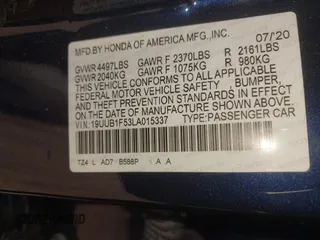 MFD.BY HONDA OF AMERICA MFG.,INC. 07/'20
GVWR 4497LBS GAWR F 2370LBS R 2161LBS
GVWR 2040KG GAWR F 1075KG R 980KG
THIS VEHICLE CONFORMS TO ALL APPLICABLE
FEDERAL MOTOR VEHICLE SAFETY, BUMPER,
AND THEFT PREVENTION STANDARDS IN EFFECT ON
THE DATE OF MANUFACTURE SHOWN ABOVE.
VIN:19UUB1F53LA015337 TYPE:PASSENGER CAR
TZ4 L AD7 B588P A A